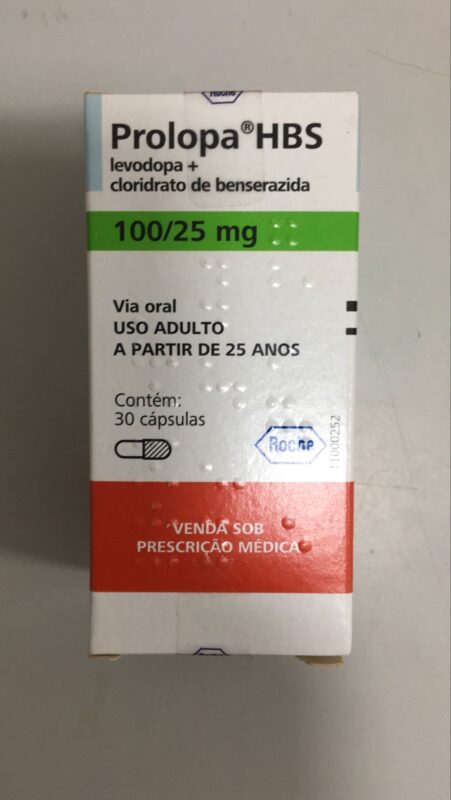 Roche
Prolopa®HBS
levodopa +
cloridrato de benserazida
100/25 mg
Via oral
USO ADULTO
A PARTIR DE 25 ANOS
Contém:
30 cápsulas
Roche
11000252
VENDA SOB
PRESCRIÇÃO MÉDICA